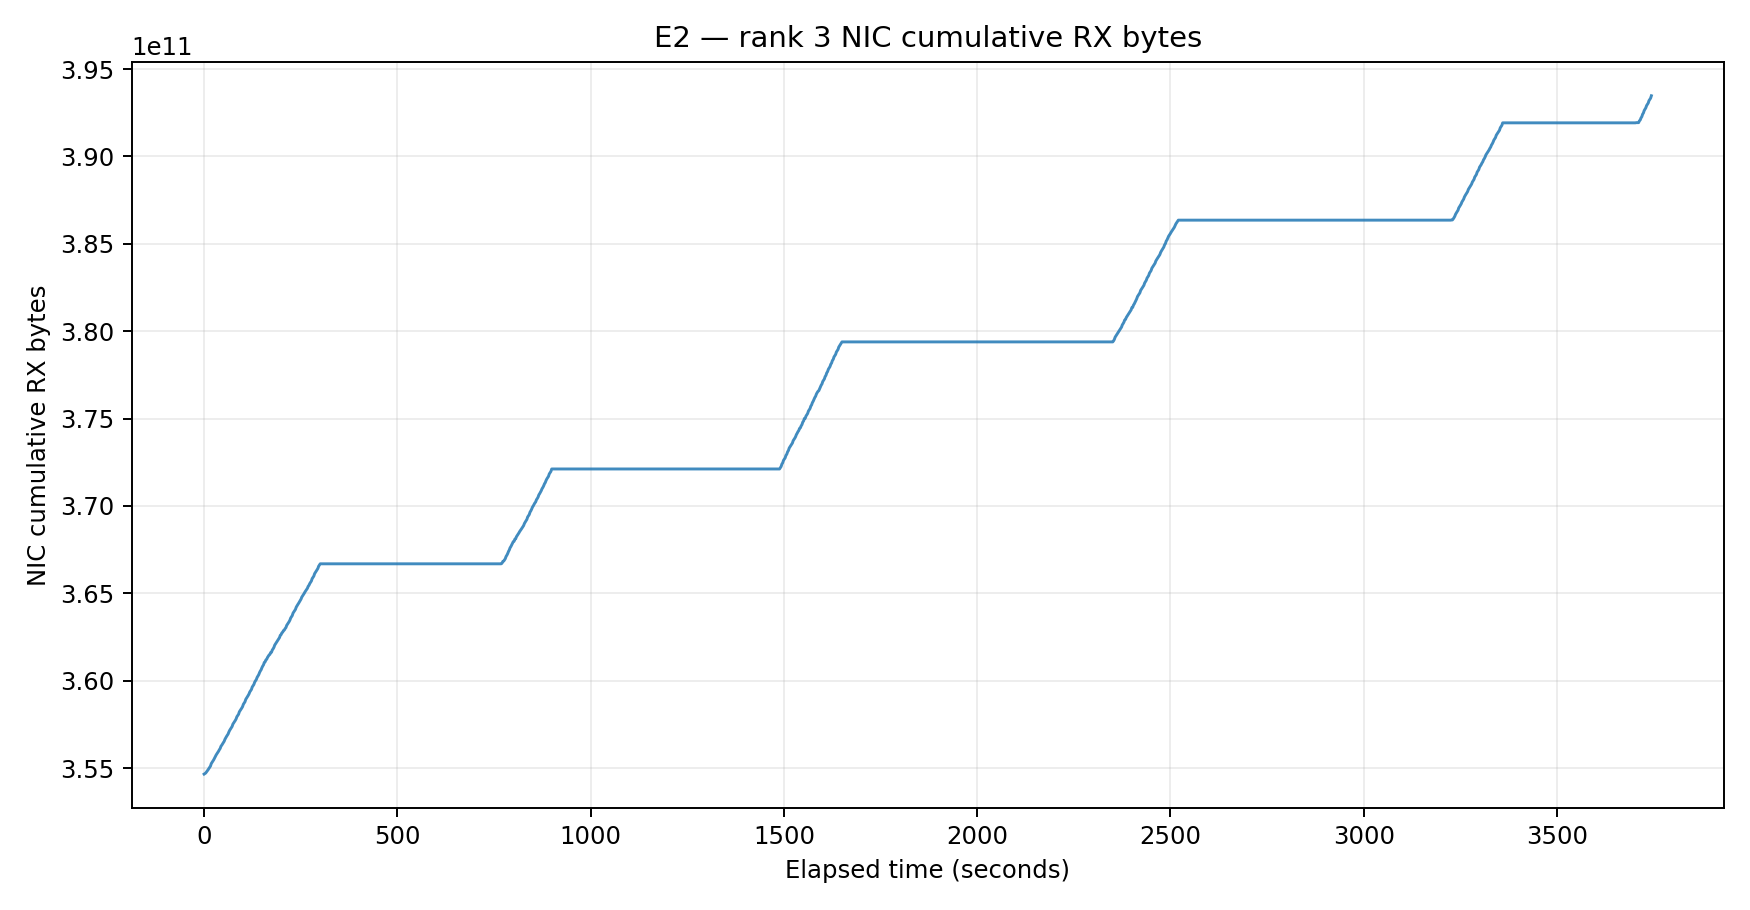 E2 — rank 3 NIC cumulative RX bytes
1e11
3.95
3.90
3.85
3.80
3.75
3.70
3.65
3.60
3.55
NIC cumulative RX bytes
0 500 1000 1500 2000 2500 3000 3500
Elapsed time (seconds)